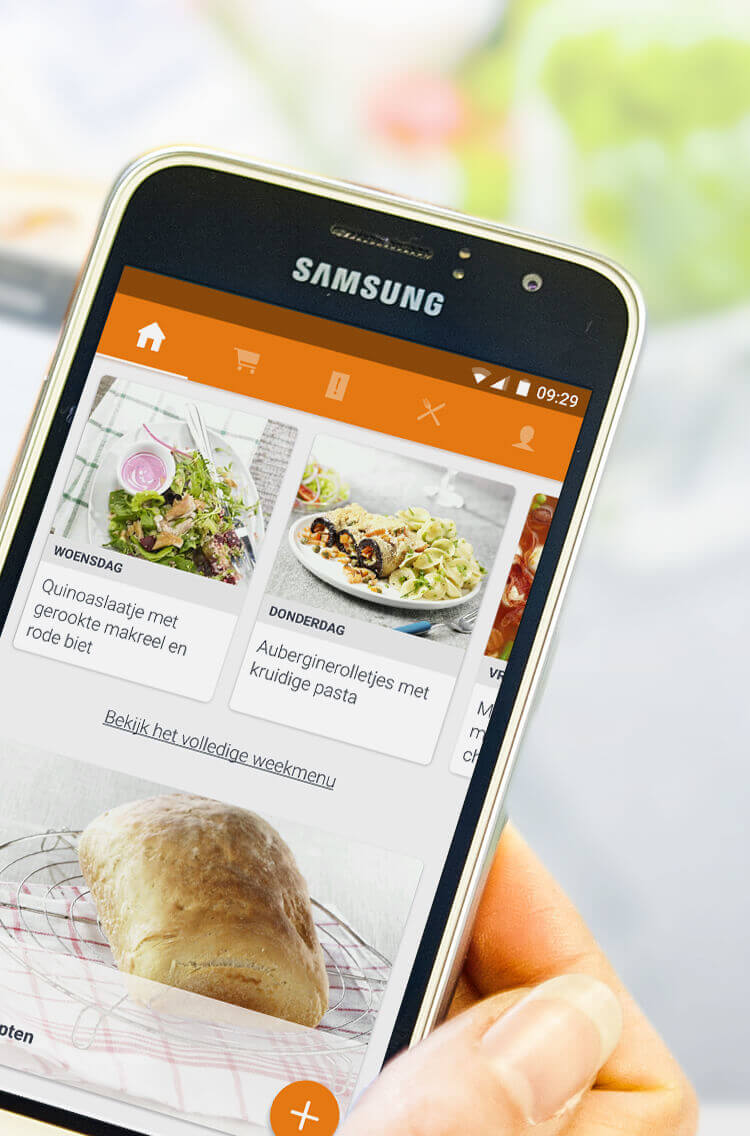 SAMSUNG
09:29
WOENSDAG
Quinoaslaatje met
gerookte makreel en
rode biet
DONDERDAG
Auberginerolletjes met
kruidige pasta
VR
M
m
ch
Bekijk het volledige weekmenu
pten